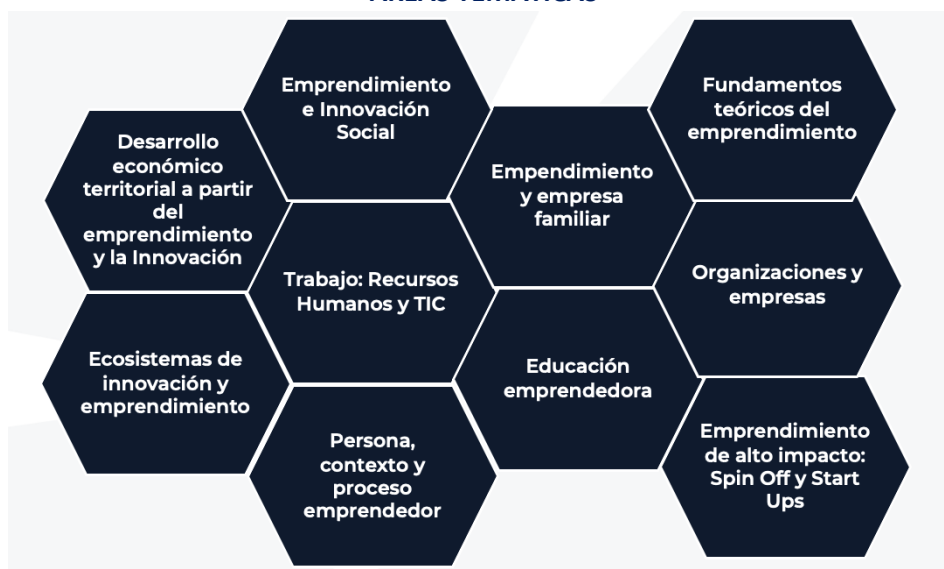 ÁREAS TEMÁTICAS
Emprendimiento
e Innovación
Social
Fundamentos
teóricos del
emprendimiento
Desarrollo
económico
territorial a partir
del
emprendimiento
y la Innovación
Empendimiento
y empresa
familiar
Trabajo: Recursos
Humanos y TIC
Organizaciones y
empresas
Ecosistemas de
innovación y
emprendimiento
Educación
emprendedora
Persona,
contexto y
proceso
emprendedor
Emprendimiento
de alto impacto:
Spin Off y Start
Ups